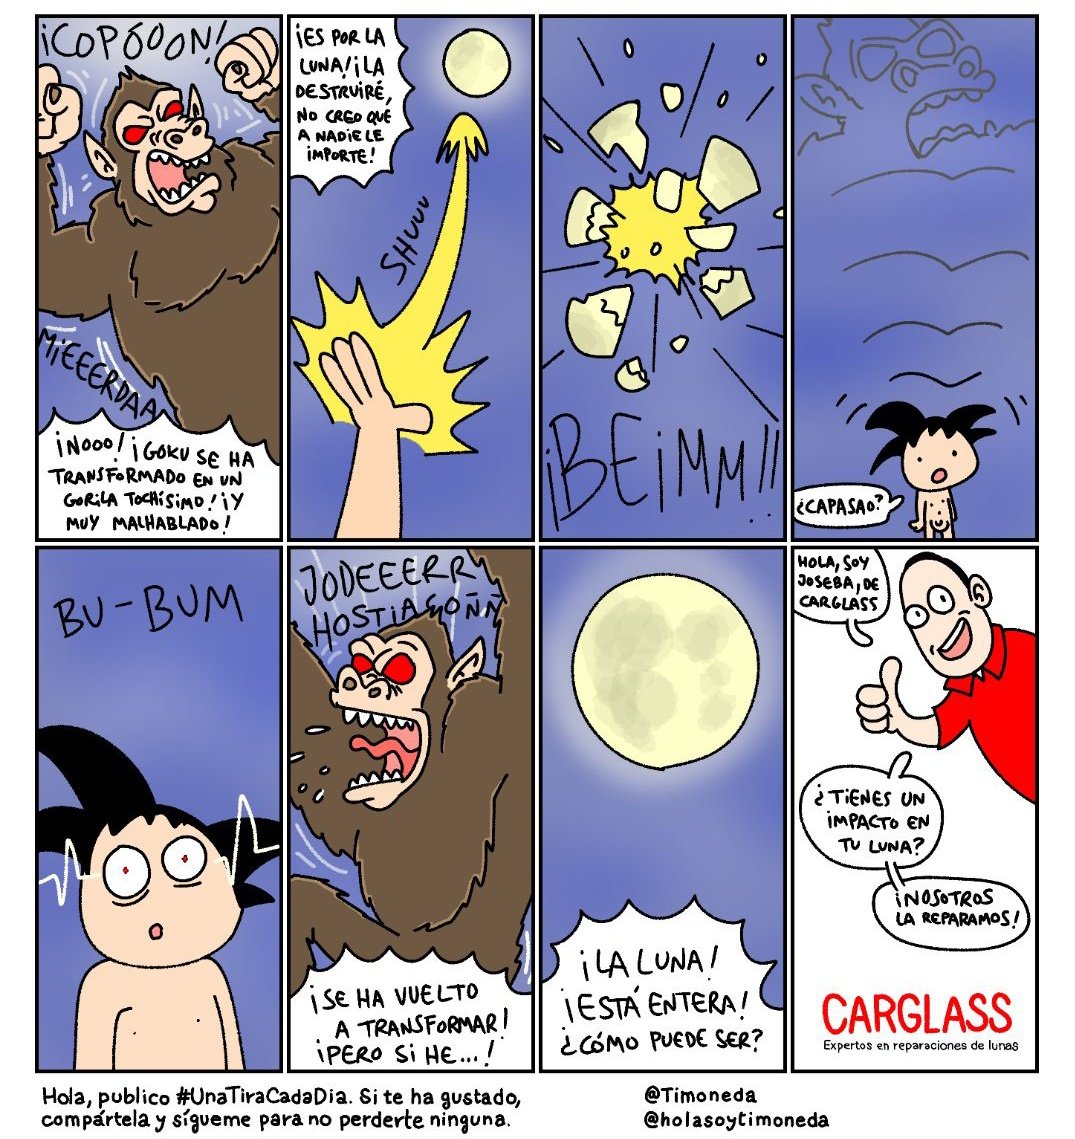 ¡COPÓOON!
MIEEERDAA
¡NOOO! ¡GOKU SE HA
TRANSFORMADO EN UN
GORILA TOCHÍSIMO! ¡Y
MUY MALHABLADO!
¡ES POR LA
LUNA! ¡LA
DESTRUIRÉ,
NO CREO QUE
A NADIE LE
IMPORTE!
SHUUU
¡BEIMM!!
¿CAPASAO?
BU-BUM
JODEEERR
HOSTIACOÑÑ
¡SE HA VUELTO
A TRANSFORMAR!
¡PERO SI HE...!
¡LA LUNA!
¡ESTÁ ENTERA!
¿CÓMO PUEDE SER?
HOLA, SOY
JOSEBA, DE
CARGLASS
¿TIENES UN
IMPACTO EN
TU LUNA?
¡NOSOTROS
LA REPARAMOS!
CARGLASS
Expertos en reparaciones de lunas
Hola, publico #UnaTiraCadaDia. Si te ha gustado,
compártela y sígueme para no perderte ninguna.
@Timoneda
@holasoytimoneda